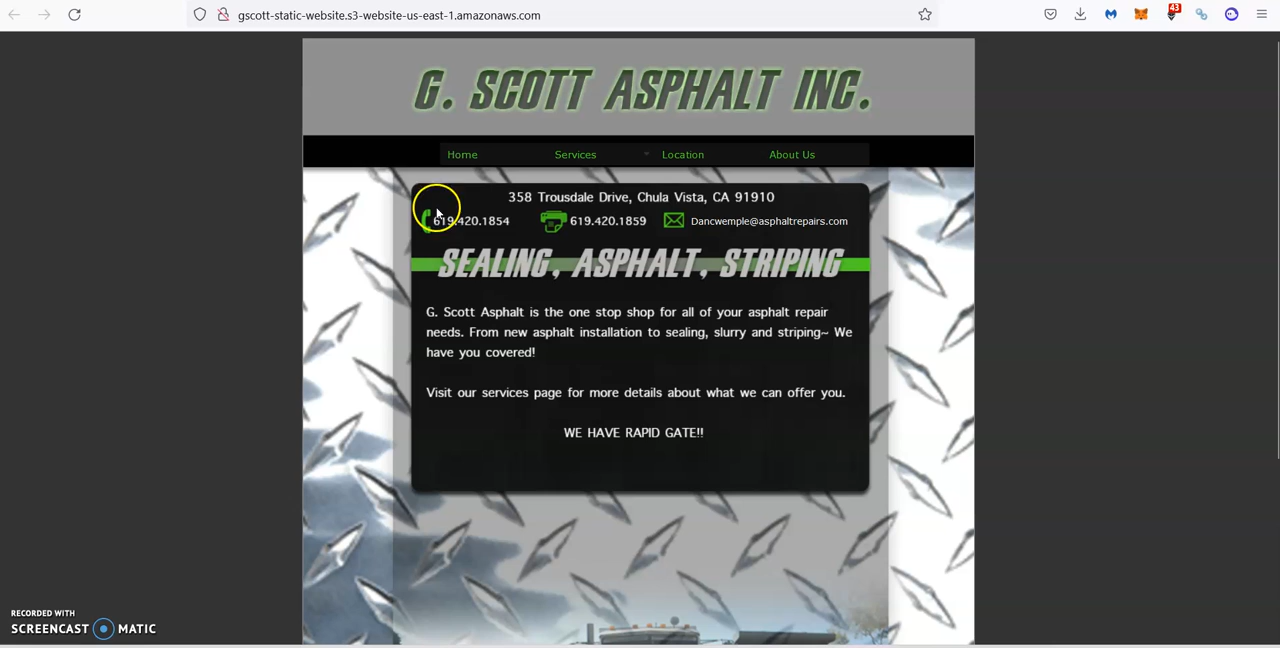 gscott-static-website.s3-website-us-east-1.amazonaws.com
43
G. SCOTT ASPHALT INC.
Home Services Location About Us
358 Trousdale Drive, Chula Vista, CA 91910
619.420.1854 619.420.1859 Dancwemple@asphaltrepairs.com
SEALING, ASPHALT, STRIPING
G. Scott Asphalt is the one stop shop for all of your asphalt repair
needs. From new asphalt installation to sealing, slurry and striping~ We
have you covered!
Visit our services page for more details about what we can offer you.
WE HAVE RAPID GATE!!
RECORDED WITH
SCREENCAST MATIC